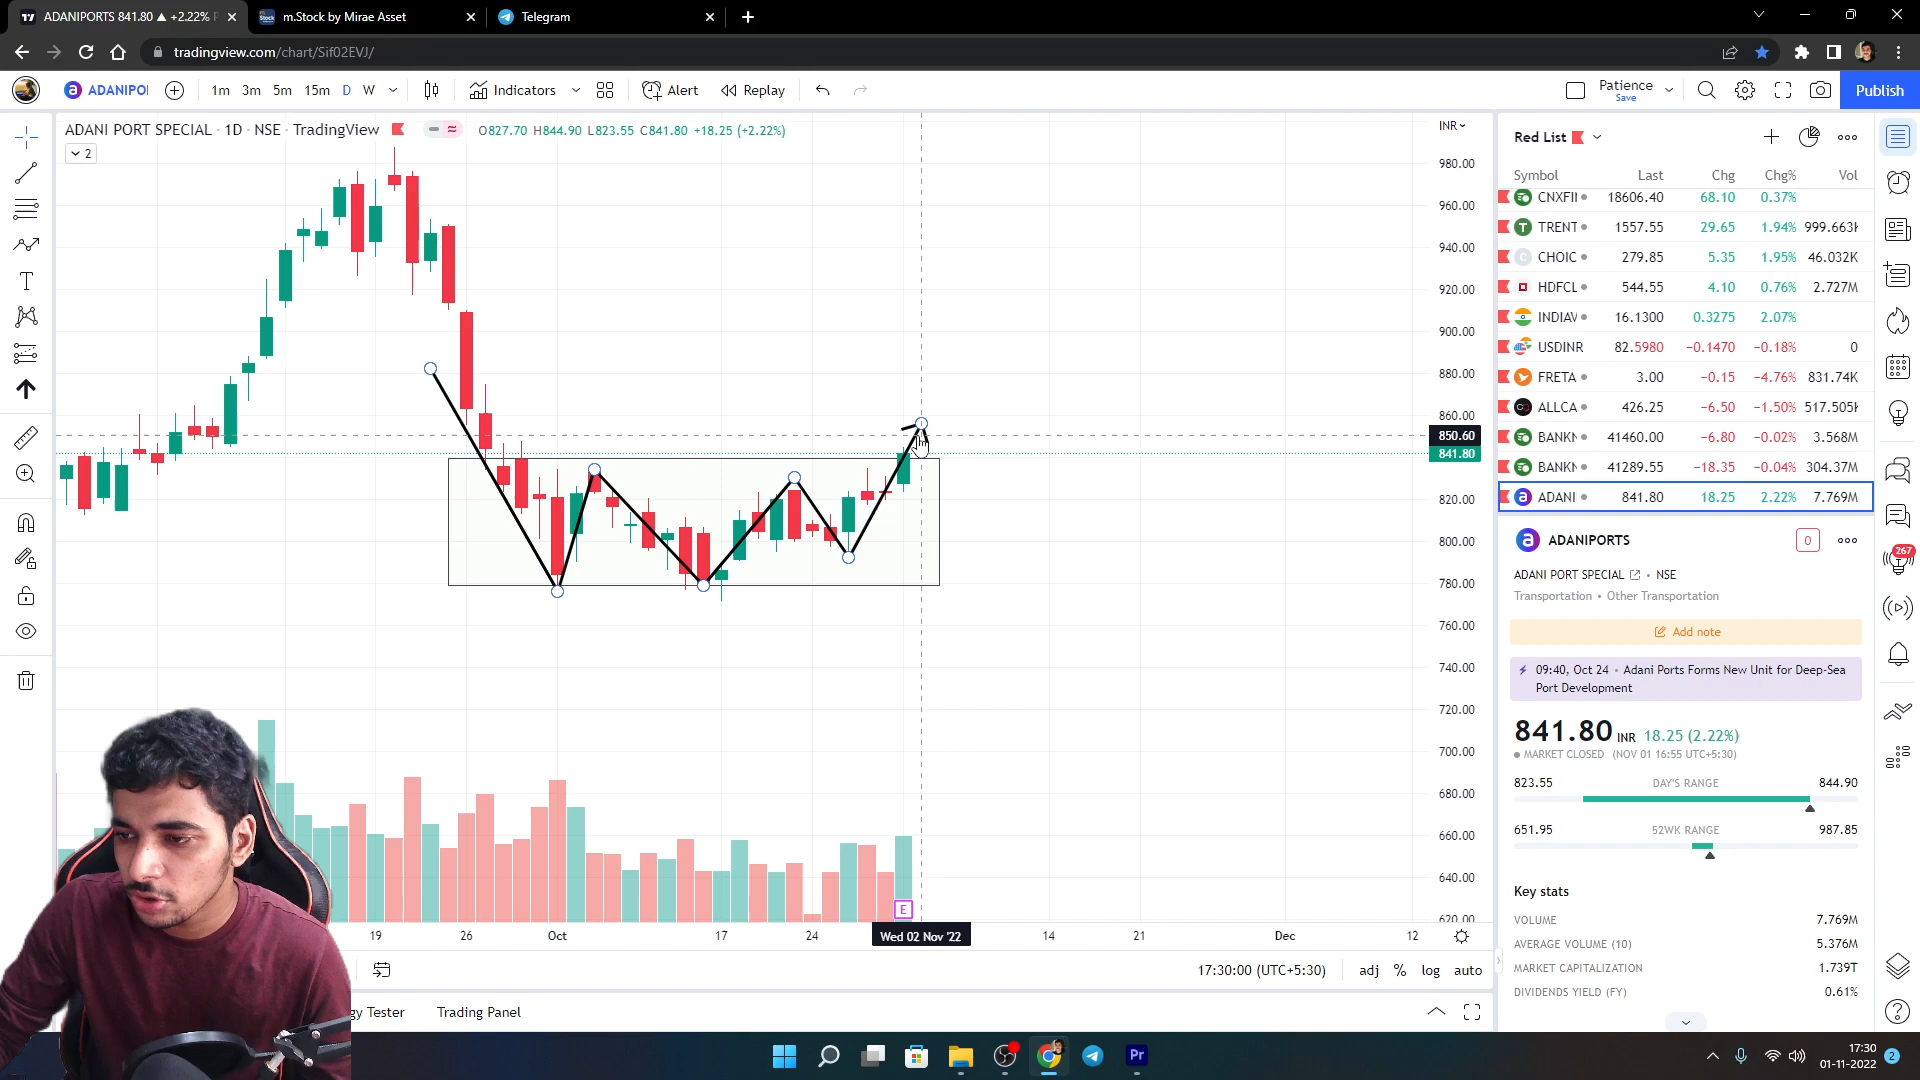 ADANIPORTS 841.80 ▲ +2.22%
m.Stock by Mirae Asset
Telegram
tradingview.com/chart/Sif02EVJ/
ADANIPO
1m 3m 5m 15m D W
Indicators
Alert
Replay
Patience
Save
Publish
ADANI PORT SPECIAL · 1D · NSE · TradingView
O827.70 H844.90 L823.55 C841.80 +18.25 (+2.22%)
2
INR
980.00
960.00
940.00
920.00
900.00
880.00
860.00
850.60
841.80
820.00
800.00
780.00
760.00
740.00
720.00
700.00
680.00
660.00
640.00
620.00
E
19 26 Oct 17 24 Wed 02 Nov '22 14 21 Dec 12
17:30:00 (UTC+5:30) adj % log auto
gy Tester Trading Panel
Red List
Symbol Last Chg Chg% Vol
CNXFI 18606.40 68.10 0.37%
TRENT 1557.55 29.65 1.94% 999.663K
CHOIC 279.85 5.35 1.95% 46.032K
HDFCL 544.55 4.10 0.76% 2.727M
INDIAV 16.1300 0.3275 2.07%
USDINR 82.5980 −0.1470 −0.18% 0
FRETA 3.00 −0.15 −4.76% 831.74K
ALLCA 426.25 −6.50 −1.50% 517.505K
BANKN 41460.00 −6.80 −0.02% 3.568M
BANKN 41289.55 −18.35 −0.04% 304.37M
ADANI 841.80 18.25 2.22% 7.769M
ADANIPORTS
0
ADANI PORT SPECIAL • NSE
Transportation • Other Transportation
Add note
09:40, Oct 24 • Adani Ports Forms New Unit for Deep-Sea
Port Development
841.80 INR 18.25 (2.22%)
MARKET CLOSED (NOV 01 16:55 UTC+5:30)
823.55 DAY'S RANGE 844.90
651.95 52WK RANGE 987.85
Key stats
VOLUME 7.769M
AVERAGE VOLUME (10) 5.376M
MARKET CAPITALIZATION 1.739T
DIVIDENDS YIELD (FY) 0.61%
267
Pr
17:30
01-11-2022
2